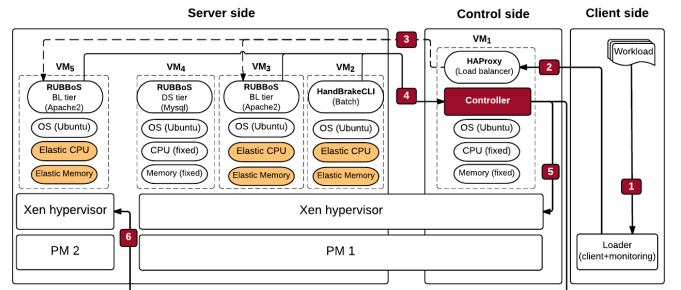 Server side
Control side
Client side
VM5
VM4
VM3
VM2
VM1
3
2
4
1
5
6
RUBBoS
BL tier
(Apache2)
OS (Ubuntu)
Elastic CPU
Elastic Memory
RUBBoS
DS tier
(Mysql)
OS (Ubuntu)
CPU (fixed)
Memory (fixed)
RUBBoS
BL tier
(Apache2)
OS (Ubuntu)
Elastic CPU
Elastic Memory
HandBrakeCLI
(Batch)
OS (Ubuntu)
Elastic CPU
Elastic Memory
HAProxy
(Load balancer)
Controller
OS (Ubuntu)
CPU (fixed)
Memory (fixed)
Workload
Loader
(client+monitoring)
Xen hypervisor
Xen hypervisor
PM 2
PM 1